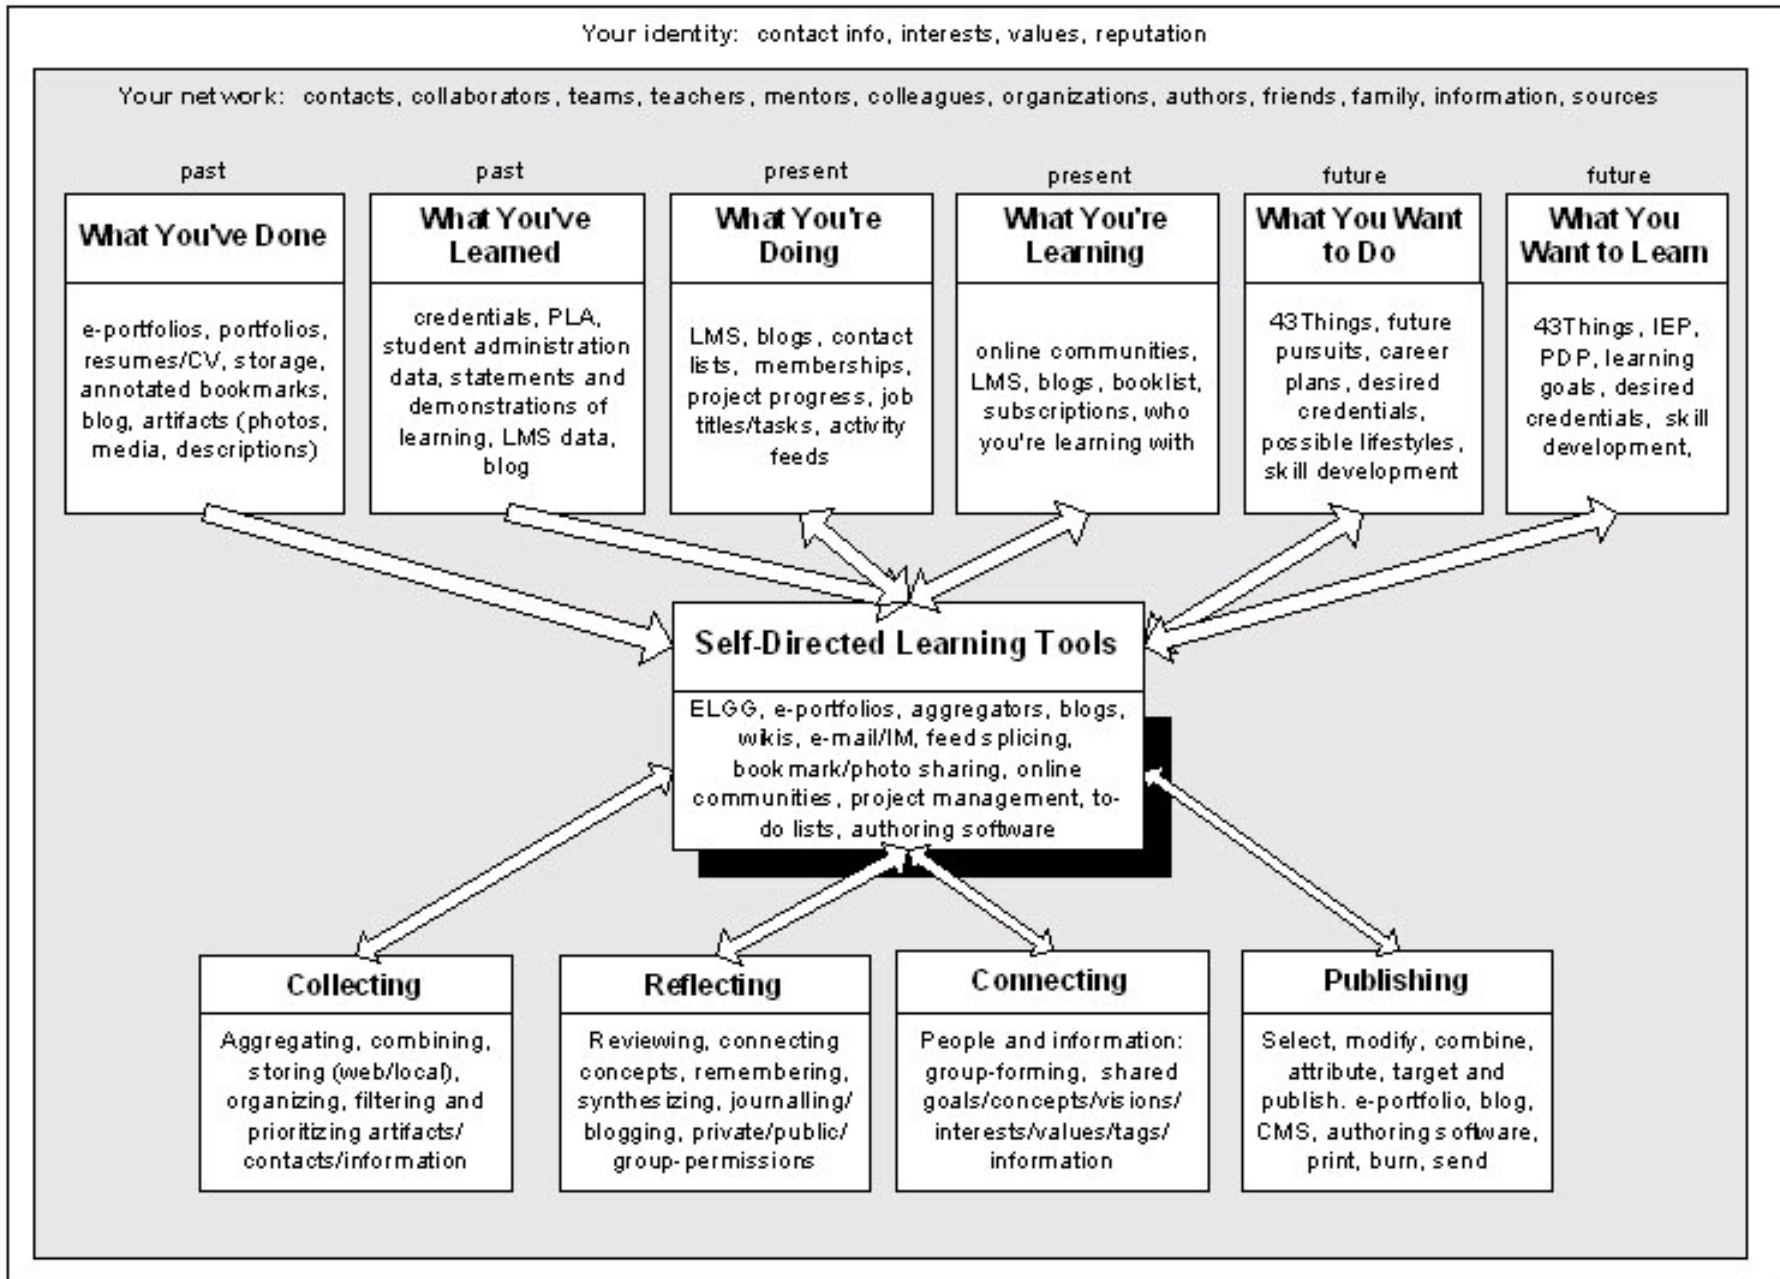 Your identity: contact info, interests, values, reputation
Your network: contacts, collaborators, teams, teachers, mentors, colleagues, organizations, authors, friends, family, information, sources
past
What You've Done
e-portfolios, portfolios,
resumes/CV, storage,
annotated bookmarks,
blog, artifacts (photos,
media, descriptions)
past
What You've
Learned
credentials, PLA,
student administration
data, statements and
demonstrations of
learning, LMS data,
blog
present
What You're
Doing
LMS, blogs, contact
lists, memberships,
project progress, job
titles/tasks, activity
feeds
present
What You're
Learning
online communities,
LMS, blogs, booklist,
subscriptions, who
you're learning with
future
What You Want
to Do
43Things, future
pursuits, career
plans, desired
credentials,
possible lifestyles,
skill development
future
What You
Want to Learn
43Things, IEP,
PDP, learning
goals, desired
credentials, skill
development,
Self-Directed Learning Tools
ELGG, e-portfolios, aggregators, blogs,
wikis, e-mail/IM, feed splicing,
bookmark/photo sharing, online
communities, project management, to-
do lists, authoring software
Collecting
Aggregating, combining,
storing (web/local),
organizing, filtering and
prioritizing artifacts/
contacts/information
Reflecting
Reviewing, connecting
concepts, remembering,
synthesizing, journalling/
blogging, private/public/
group-permissions
Connecting
People and information:
group-forming, shared
goals/concepts/visions/
interests/values/tags/
information
Publishing
Select, modify, combine,
attribute, target and
publish. e-portfolio, blog,
CMS, authoring software,
print, burn, send